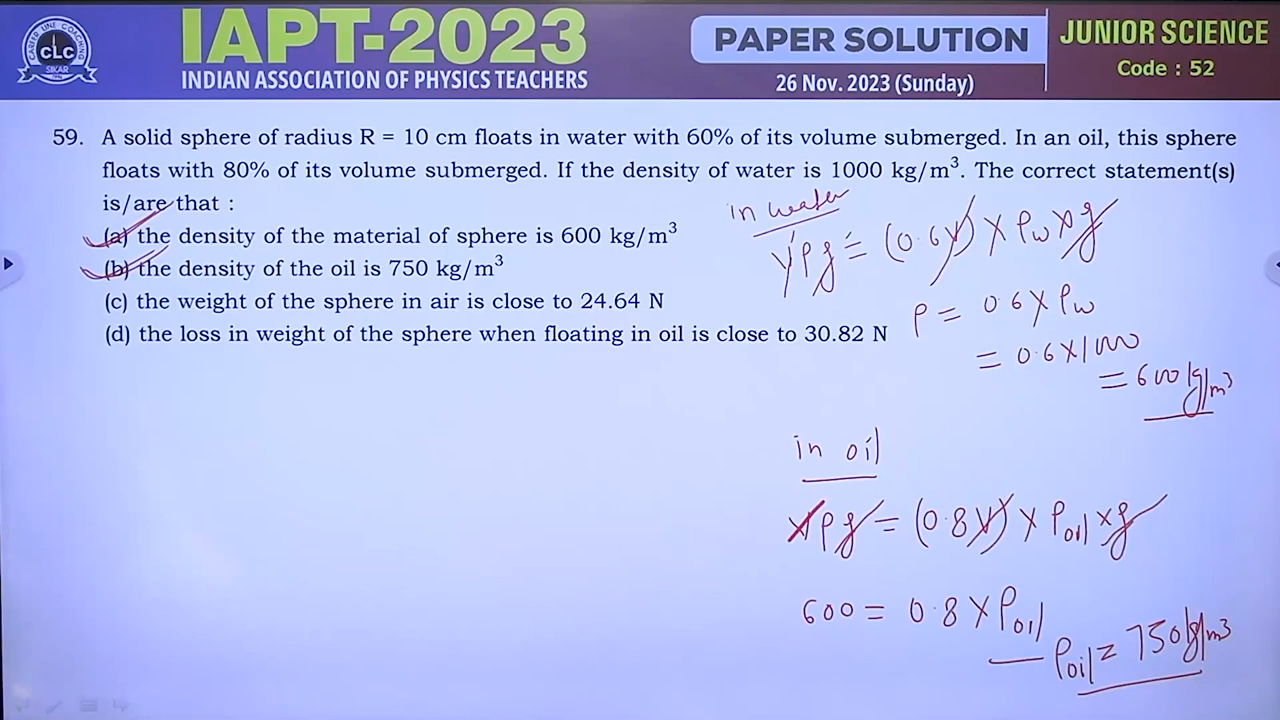 CAREER LINE COACHING
CLC
SIKAR
IAPT-2023
INDIAN ASSOCIATION OF PHYSICS TEACHERS
PAPER SOLUTION
26 Nov. 2023 (Sunday)
JUNIOR SCIENCE
Code : 52
59. A solid sphere of radius R = 10 cm floats in water with 60% of its volume submerged. In an oil, this sphere
floats with 80% of its volume submerged. If the density of water is 1000 kg/m³. The correct statement(s)
is/are that :
(a) the density of the material of sphere is 600 kg/m³
(b) the density of the oil is 750 kg/m³
(c) the weight of the sphere in air is close to 24.64 N
(d) the loss in weight of the sphere when floating in oil is close to 30.82 N
in water
Vρg = (0.6V) × ρw × g
ρ = 0.6 × ρw
= 0.6 × 1000
= 600 kg/m³
in oil
Vρg = (0.8V) × ρoil × g
600 = 0.8 × ρoil
ρoil = 750 kg/m³